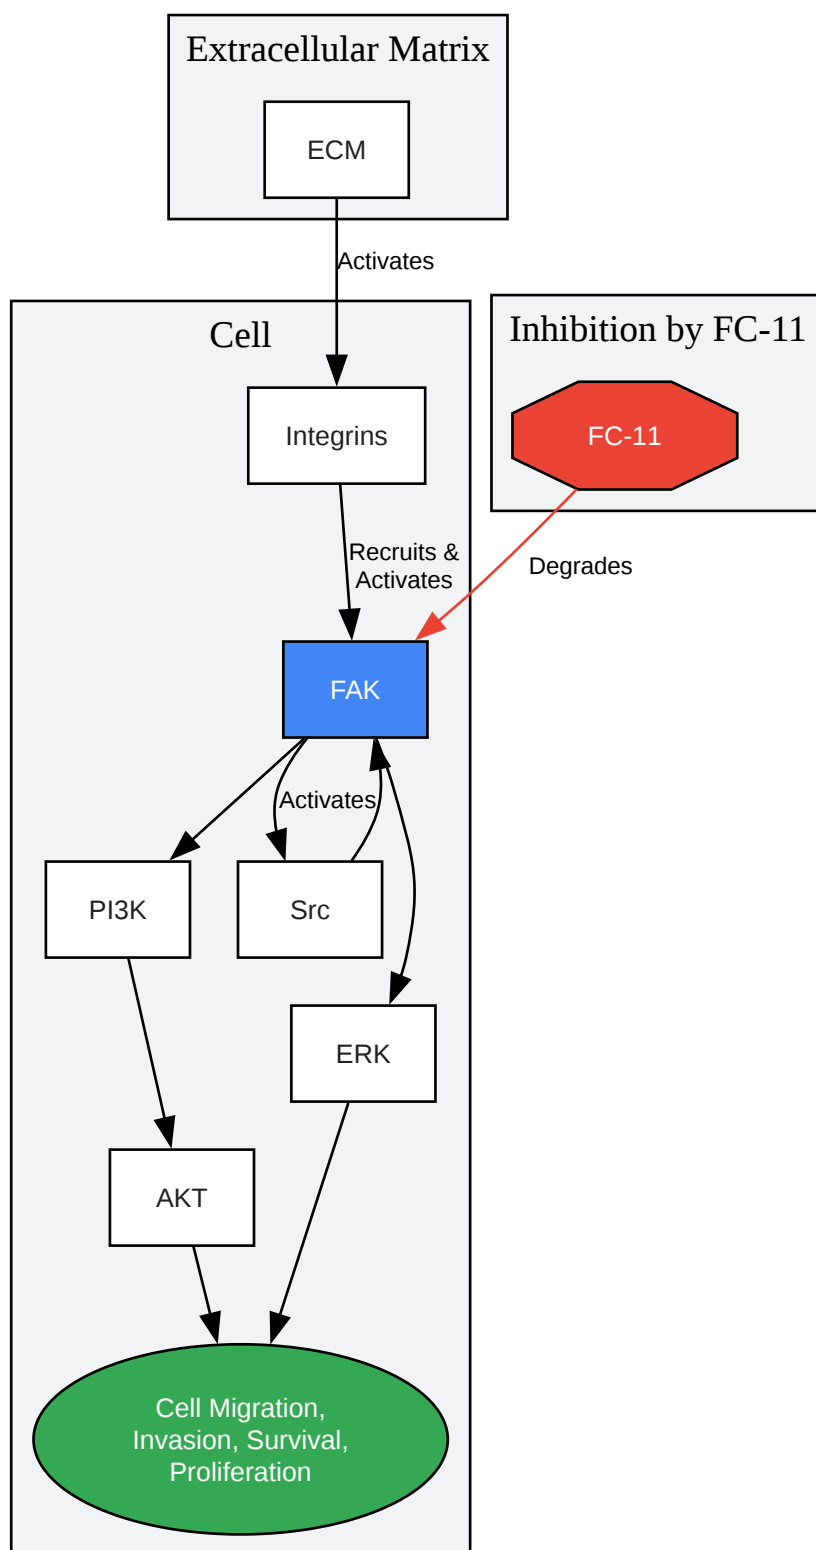 Extracellular Matrix
ECM
Activates
Cell
Inhibition by FC-11
Integrins
FC-11
Recruits &
Activates
Degrades
FAK
Activates
PI3K
Src
ERK
AKT
Cell Migration,
Invasion, Survival,
Proliferation